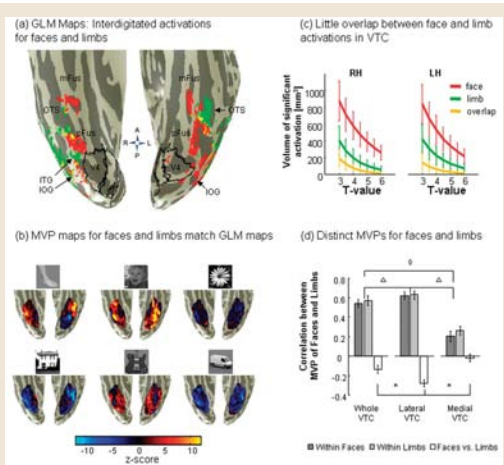 (a) GLM Maps: Interdigitated activations
for faces and limbs
mFus
mFus
OTS
OTS
pFus
pFus
A
R
L
P
V4
ITG
IOG
IOG
(b) MVP maps for faces and limbs match GLM maps
-10
-5
0
5
10
z-score
(c) Little overlap between face and limb
activations in VTC
RH
LH
face
limb
overlap
Volume of significant
activation [mm³]
1000
800
600
400
200
0
3 4 5 6
3 4 5 6
T-value
T-value
(d) Distinct MVPs for faces and limbs
Correlation between
MVP of Faces and Limbs
0.8
0.6
0.4
0.2
0
-0.2
-0.4
Whole
VTC
Lateral
VTC
Medial
VTC
Within Faces
Within Limbs
Faces vs. Limbs